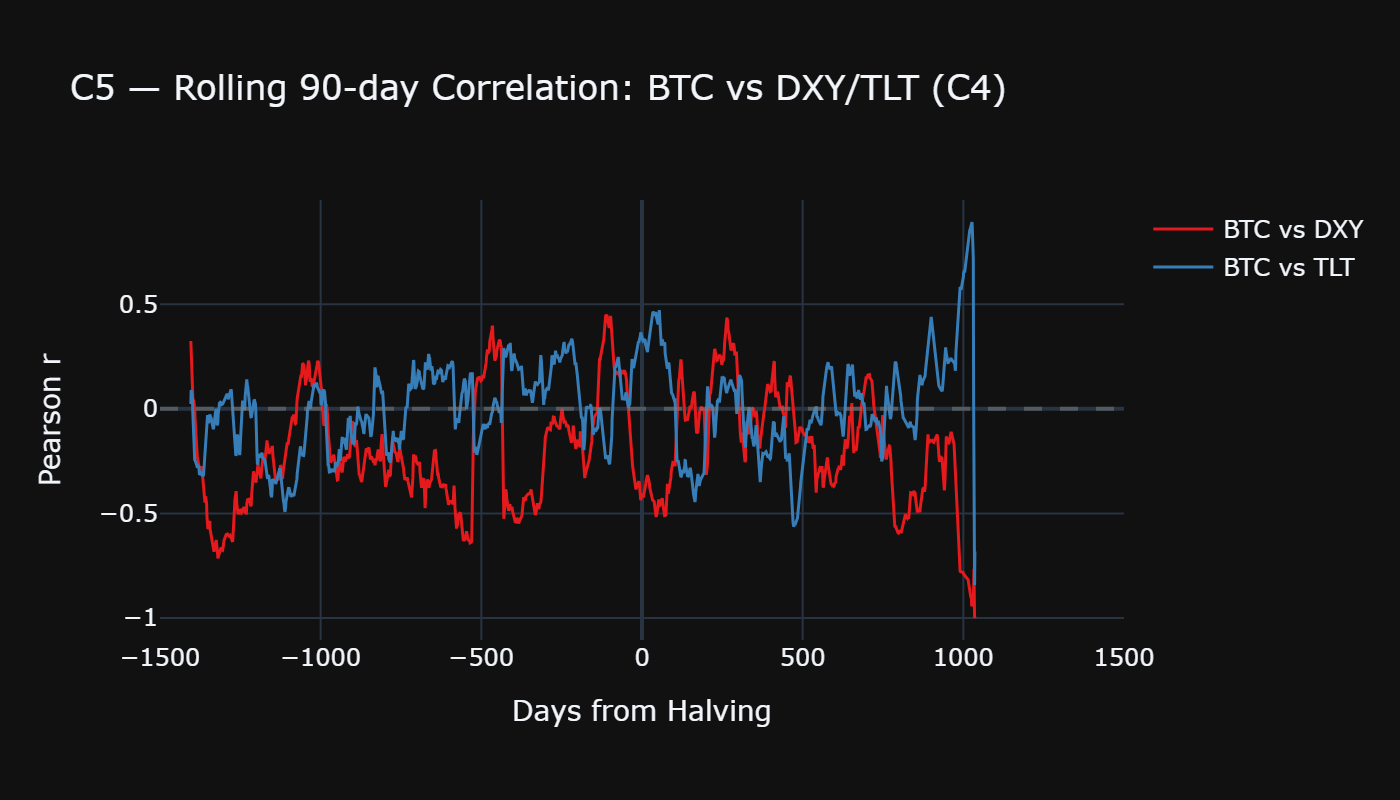 C5 — Rolling 90-day Correlation: BTC vs DXY/TLT (C4)
BTC vs DXY
BTC vs TLT
0.5
0
−0.5
−1
Pearson r
−1500
−1000
−500
0
500
1000
1500
Days from Halving